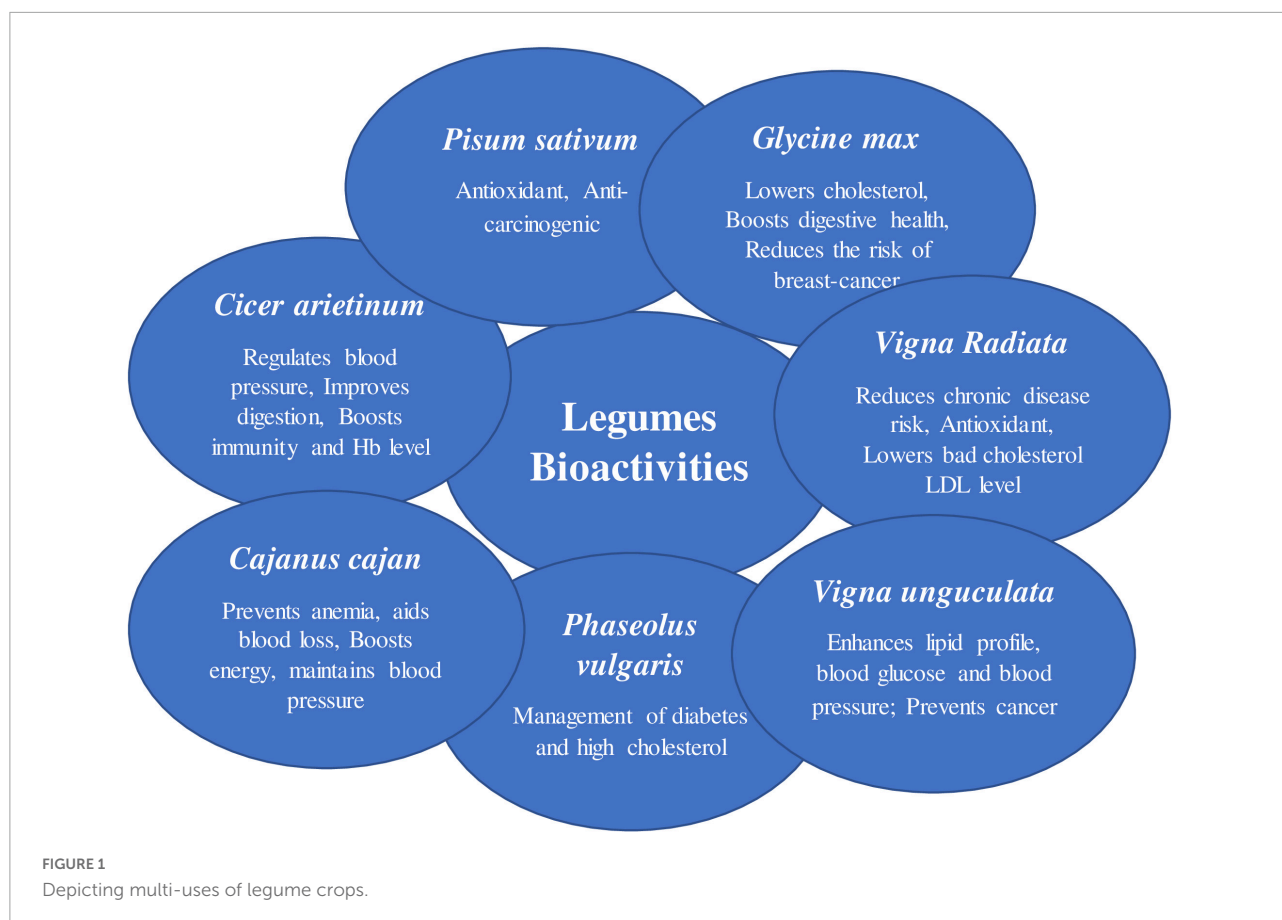 Pisum sativum
Antioxidant, Anti-
carcinogenic
Glycine max
Lowers cholesterol,
Boosts digestive health,
Reduces the risk of
breast-cancer
Cicer arietinum
Regulates blood
pressure, Improves
digestion, Boosts
immunity and Hb level
Legumes
Bioactivities
Vigna Radiata
Reduces chronic disease
risk, Antioxidant,
Lowers bad cholesterol
LDL level
Cajanus cajan
Prevents anemia, aids
blood loss, Boosts
energy, maintains blood
pressure
Phaseolus
vulgaris
Management of diabetes
and high cholesterol
Vigna unguculata
Enhances lipid profile,
blood glucose and blood
pressure; Prevents cancer
FIGURE 1
Depicting multi-uses of legume crops.